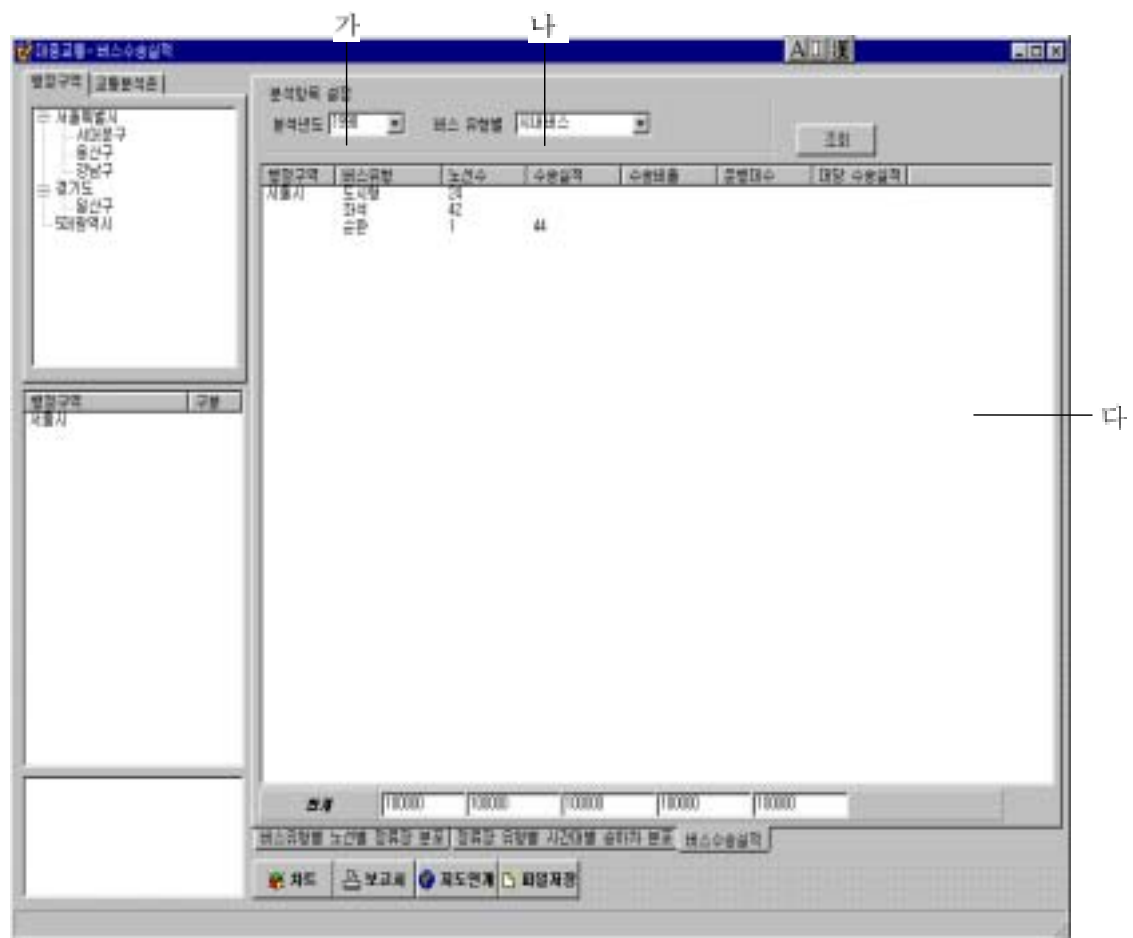 가 나
대중교통-버스수송실적
A 漢
행정구역 교통분석존
분석항목 설정
분석년도 1998 버스 유형별 시내버스
조회
서울특별시
서대문구
용산구
강남구
경기도
일산구
5대광역시
행정구역 버스유형 노선수 수송실적 수송비율 운행대수 대당 수송실적
서울시 도시형 20
좌석 42
순환 1 44
다
행정구역 구분
서울시
합계 100000 100000 100000 100000 100000
버스유형별 노선별 정류장 분포 정류장 유형별 시간대별 승하차 분포 버스수송실적
차트 보고서 지도연계 파일저장